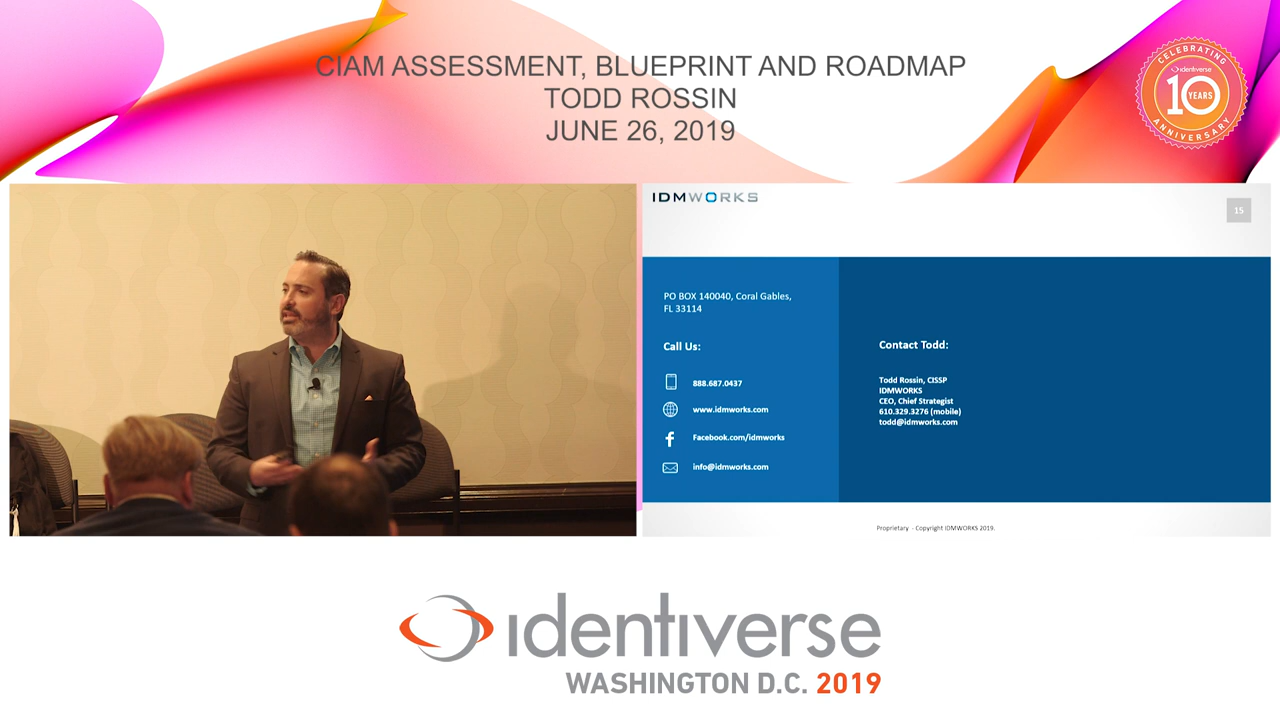 CIAM ASSESSMENT, BLUEPRINT AND ROADMAP
TODD ROSSIN
JUNE 26, 2019
CELEBRATING
identiverse
10 YEARS
ANNIVERSARY
IDMWORKS
15
PO BOX 140040, Coral Gables,
FL 33114
Call Us:
888.687.0437
www.idmworks.com
Facebook.com/idmworks
info@idmworks.com
Contact Todd:
Todd Rossin, CISSP
IDMWORKS
CEO, Chief Strategist
610.329.3276 (mobile)
todd@idmworks.com
Proprietary - Copyright IDMWORKS 2019.
identiverse
WASHINGTON D.C. 2019